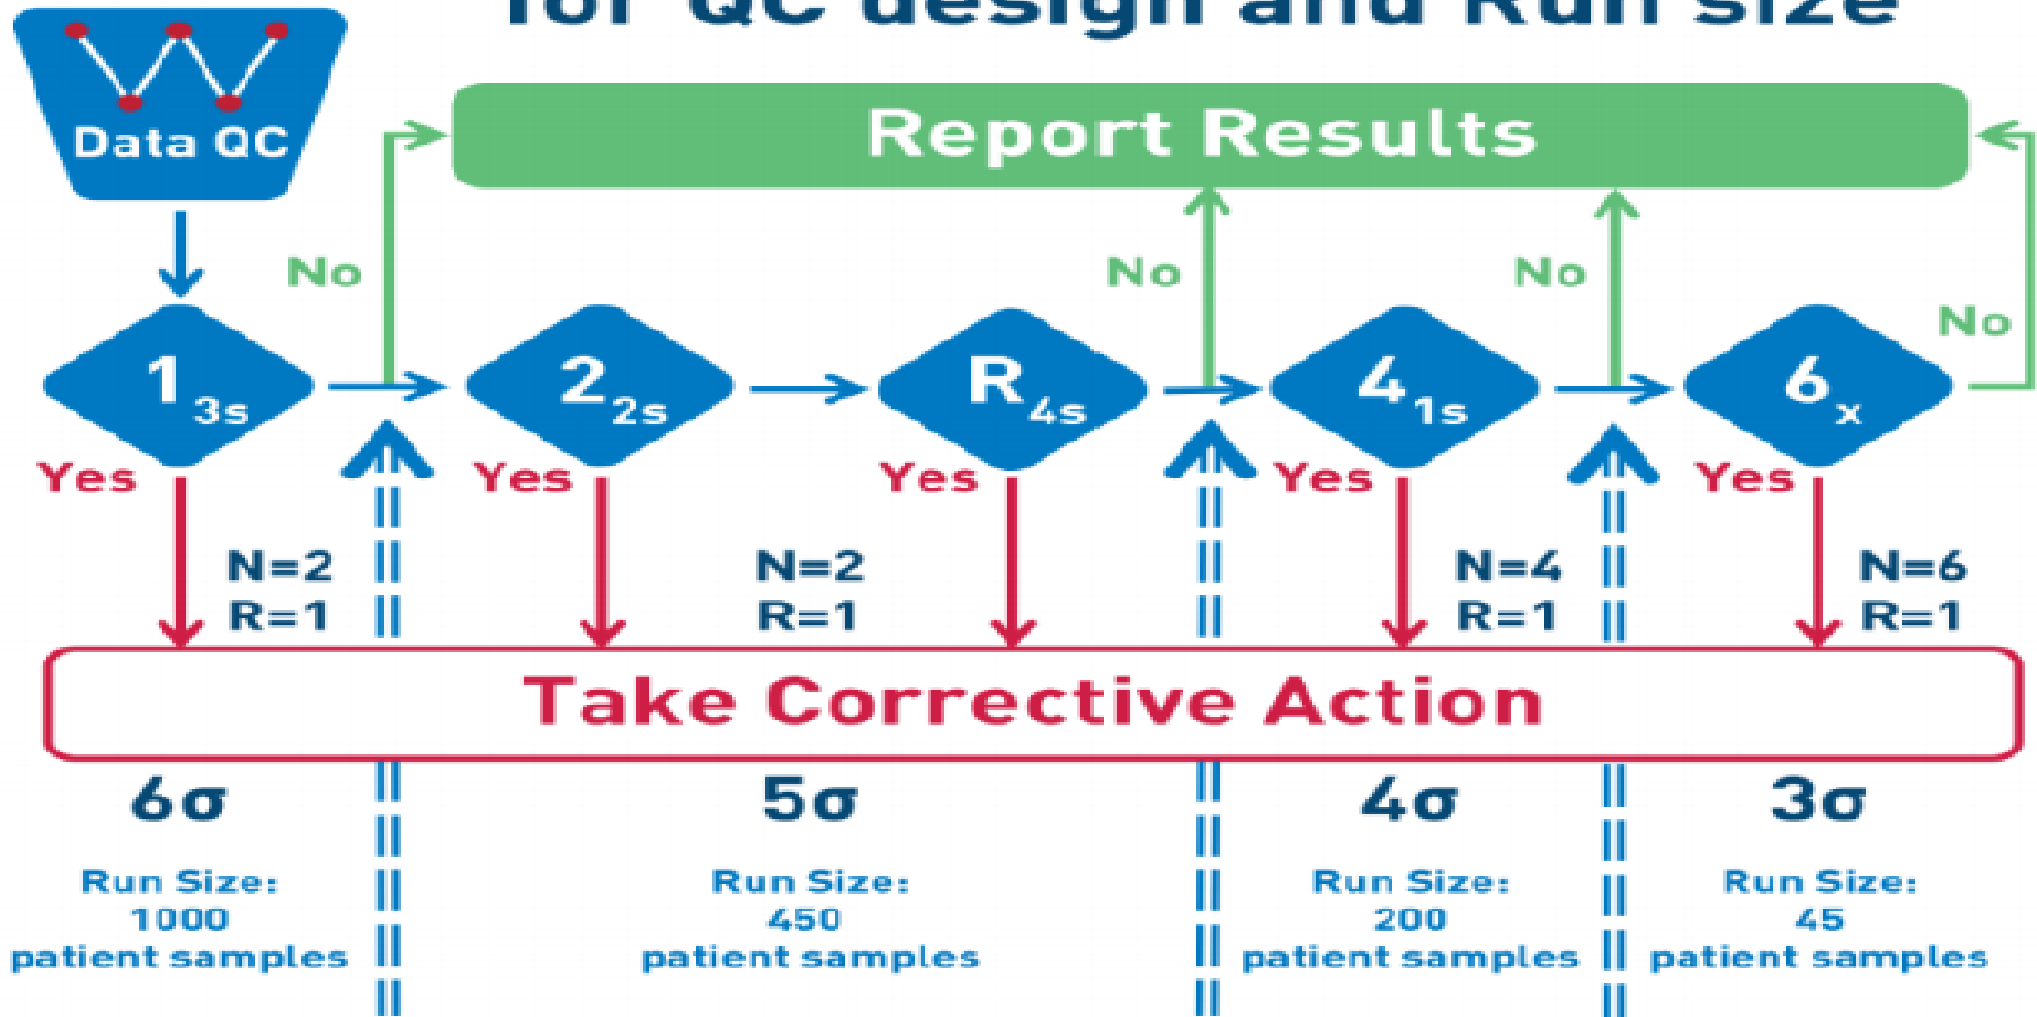 for QC design and Run size
Data QC
Report Results
No
No
No
No
1 3s
2 2s
R 4s
4 1s
6 x
Yes
Yes
Yes
Yes
Yes
N=2
R=1
N=2
R=1
N=4
R=1
N=6
R=1
Take Corrective Action
6σ
5σ
4σ
3σ
Run Size:
1000
patient samples
Run Size:
450
patient samples
Run Size:
200
patient samples
Run Size:
45
patient samples